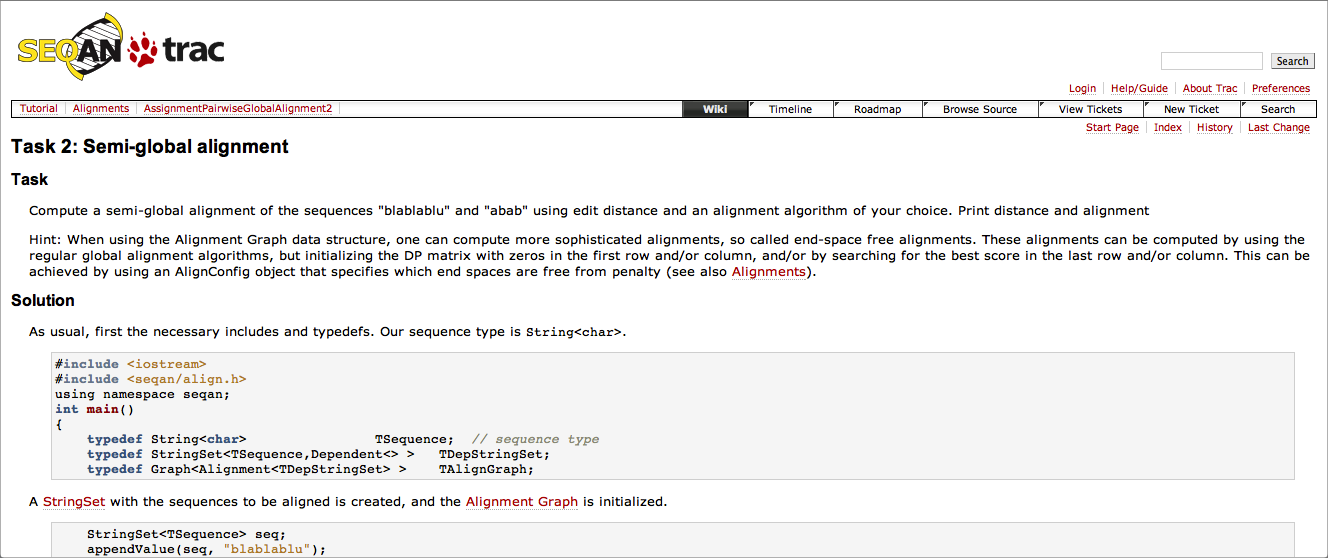 SEQAN trac
Search
Login Help/Guide About Trac Preferences
Tutorial Alignments AssignmentPairwiseGlobalAlignment2 Wiki Timeline Roadmap Browse Source View Tickets New Ticket Search
Start Page Index History Last Change
Task 2: Semi-global alignment
Task
Compute a semi-global alignment of the sequences "blablablu" and "abab" using edit distance and an alignment algorithm of your choice. Print distance and alignment
Hint: When using the Alignment Graph data structure, one can compute more sophisticated alignments, so called end-space free alignments. These alignments can be computed by using the
regular global alignment algorithms, but initializing the DP matrix with zeros in the first row and/or column, and/or by searching for the best score in the last row and/or column. This can be
achieved by using an AlignConfig object that specifies which end spaces are free from penalty (see also Alignments).
Solution
As usual, first the necessary includes and typedefs. Our sequence type is String<char>.
#include <iostream>
#include <seqan/align.h>
using namespace seqan;
int main()
{
    typedef String<char>                TSequence;  // sequence type
    typedef StringSet<TSequence,Dependent<> >   TDepStringSet;
    typedef Graph<Alignment<TDepStringSet> >    TAlignGraph;
A StringSet with the sequences to be aligned is created, and the Alignment Graph is initialized.
    StringSet<TSequence> seq;
    appendValue(seq, "blablablu");